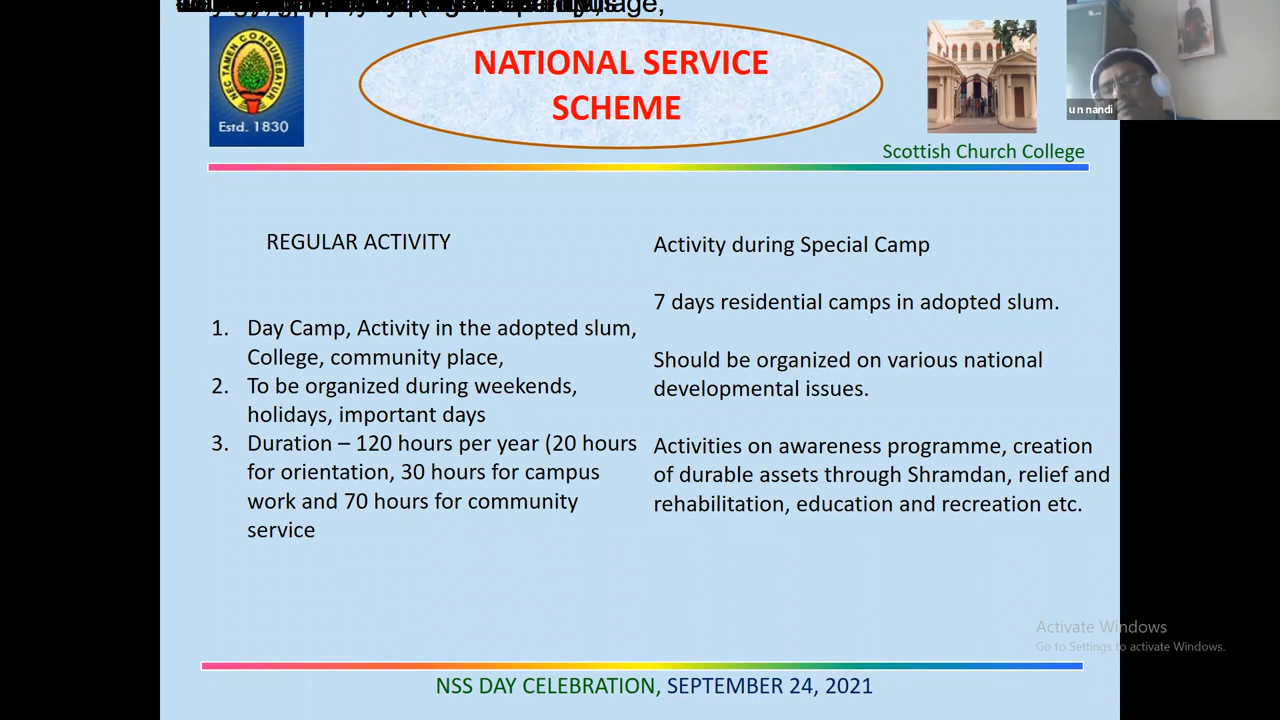 NATIONAL SERVICE
SCHEME
NEC TAMEN CONSUMEBATUR
Estd. 1830
u n nandi
Scottish Church College
REGULAR ACTIVITY
1. Day Camp, Activity in the adopted slum,
College, community place,
2. To be organized during weekends,
holidays, important days
3. Duration – 120 hours per year (20 hours
for orientation, 30 hours for campus
work and 70 hours for community
service
Activity during Special Camp
7 days residential camps in adopted slum.
Should be organized on various national
developmental issues.
Activities on awareness programme, creation
of durable assets through Shramdan, relief and
rehabilitation, education and recreation etc.
Activate Windows
Go to Settings to activate Windows.
NSS DAY CELEBRATION, SEPTEMBER 24, 2021